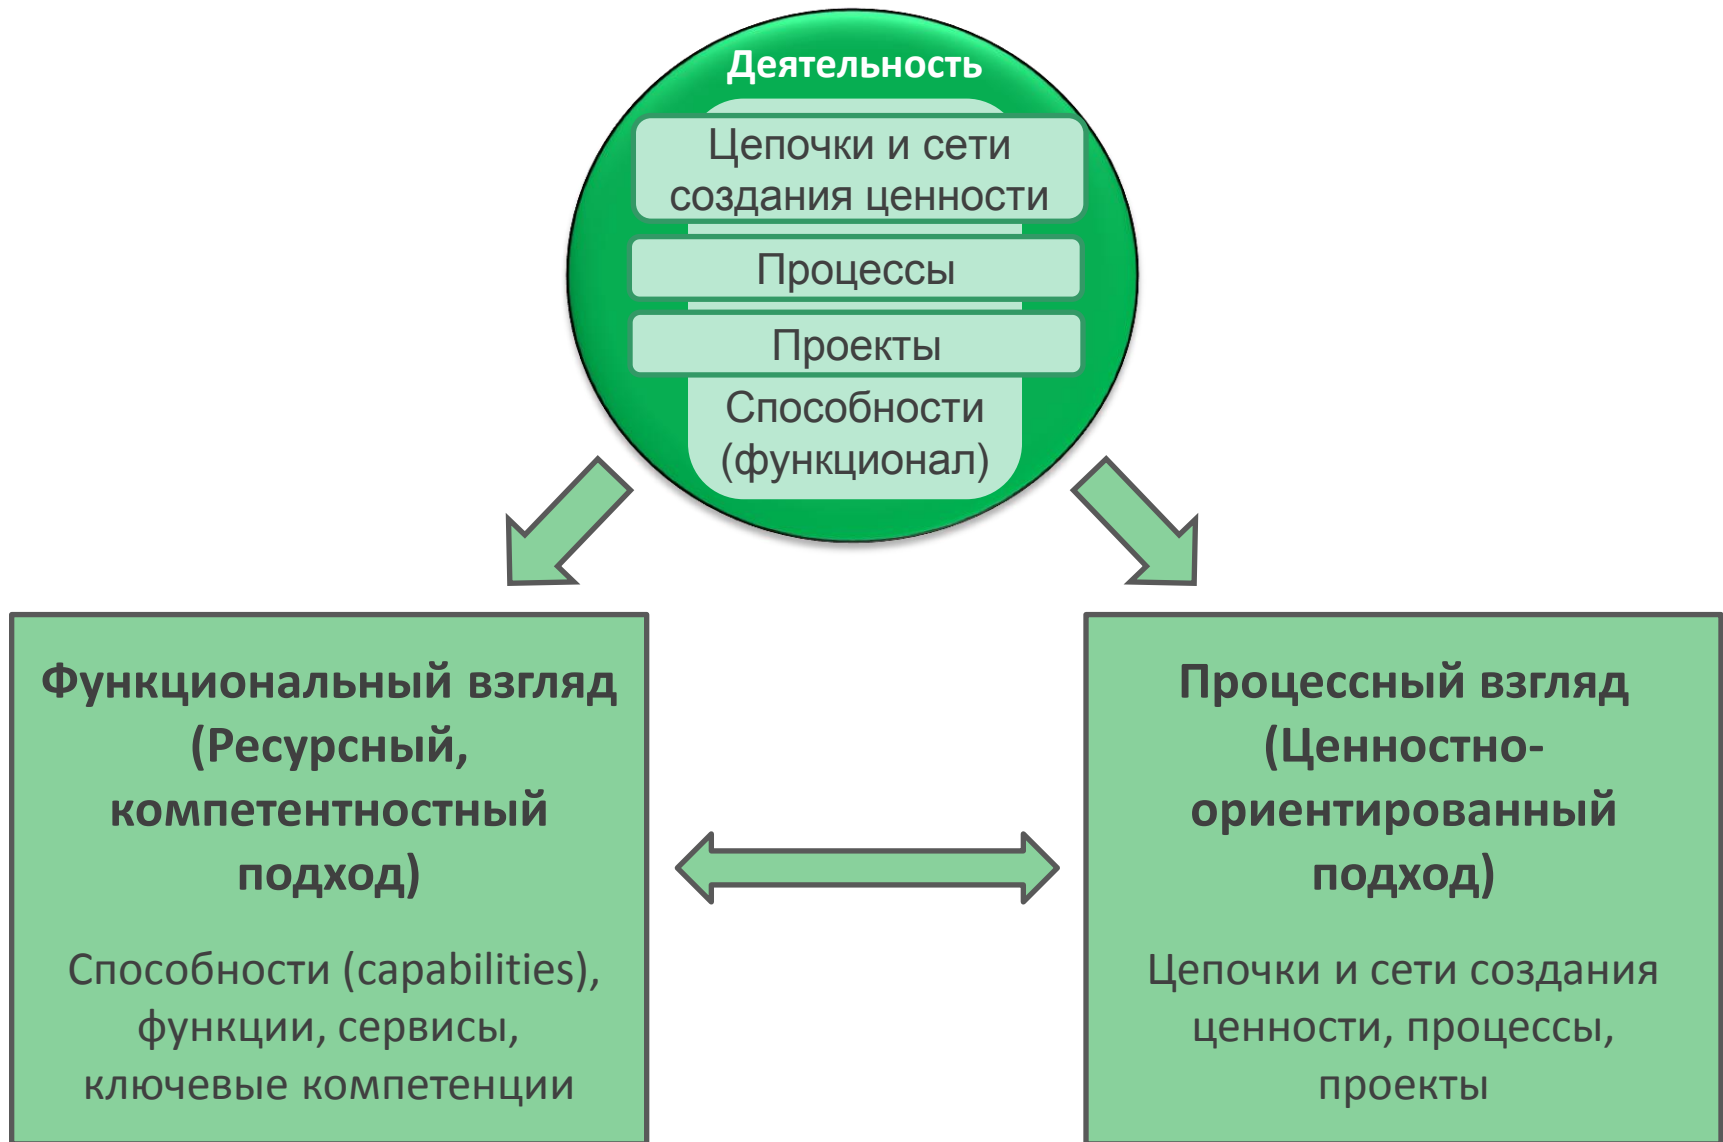 Деятельность
Цепочки и сети
создания ценности
Процессы
Проекты
Способности
(функционал)
Функциональный взгляд
(Ресурсный,
компетентностный
подход)
Способности (capabilities),
функции, сервисы,
ключевые компетенции
Процессный взгляд
(Ценностно-
ориентированный
подход)
Цепочки и сети создания
ценности, процессы,
проекты